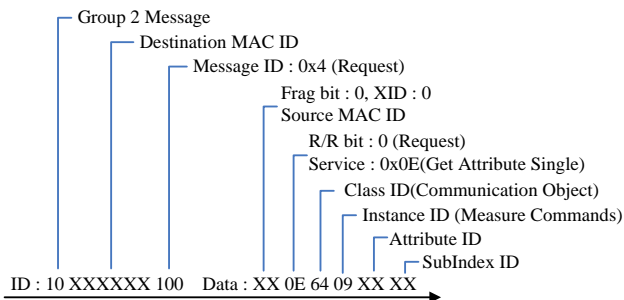 Group 2 Message
Destination MAC ID
Message ID : 0x4 (Request)
Frag bit : 0, XID : 0
Source MAC ID
R/R bit : 0 (Request)
Service : 0x0E(Get Attribute Single)
Class ID(Communication Object)
Instance ID (Measure Commands)
Attribute ID
SubIndex ID
ID : 10 XXXXXX 100 Data : XX 0E 64 09 XX XX